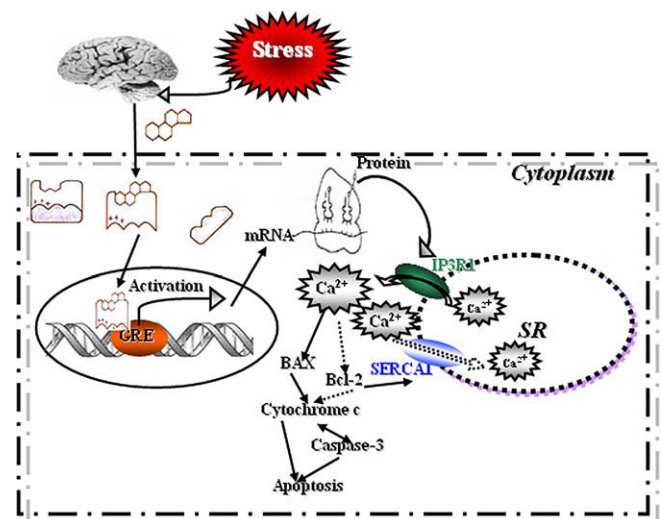 Stress
Protein
Cytoplasm
mRNA
IP3R1
Activation
Ca2+
Ca2+
Ca2+
SR
GRE
BAX
SERCA1
Ca2+
Bcl-2
Cytochrome c
Caspase-3
Apoptosis